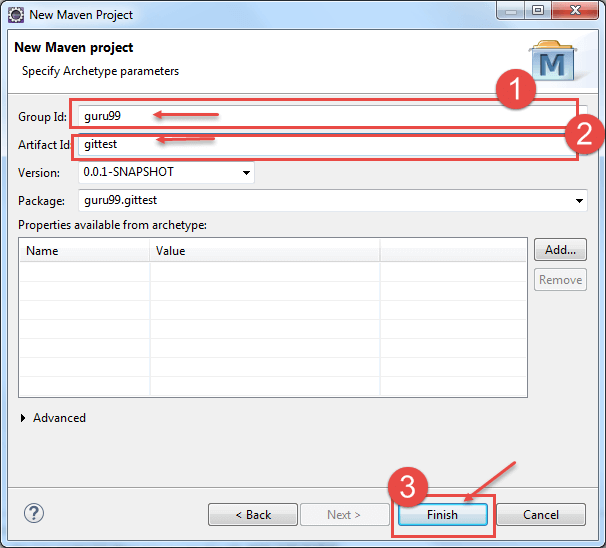 New Maven Project
New Maven project
Specify Archetype parameters
M
1
Group Id: guru99
2
Artifact Id: gittest
Version: 0.0.1-SNAPSHOT
Package: guru99.gittest
Properties available from archetype:
Name Value Add...
Remove
Advanced
3
? < Back Next > Finish Cancel